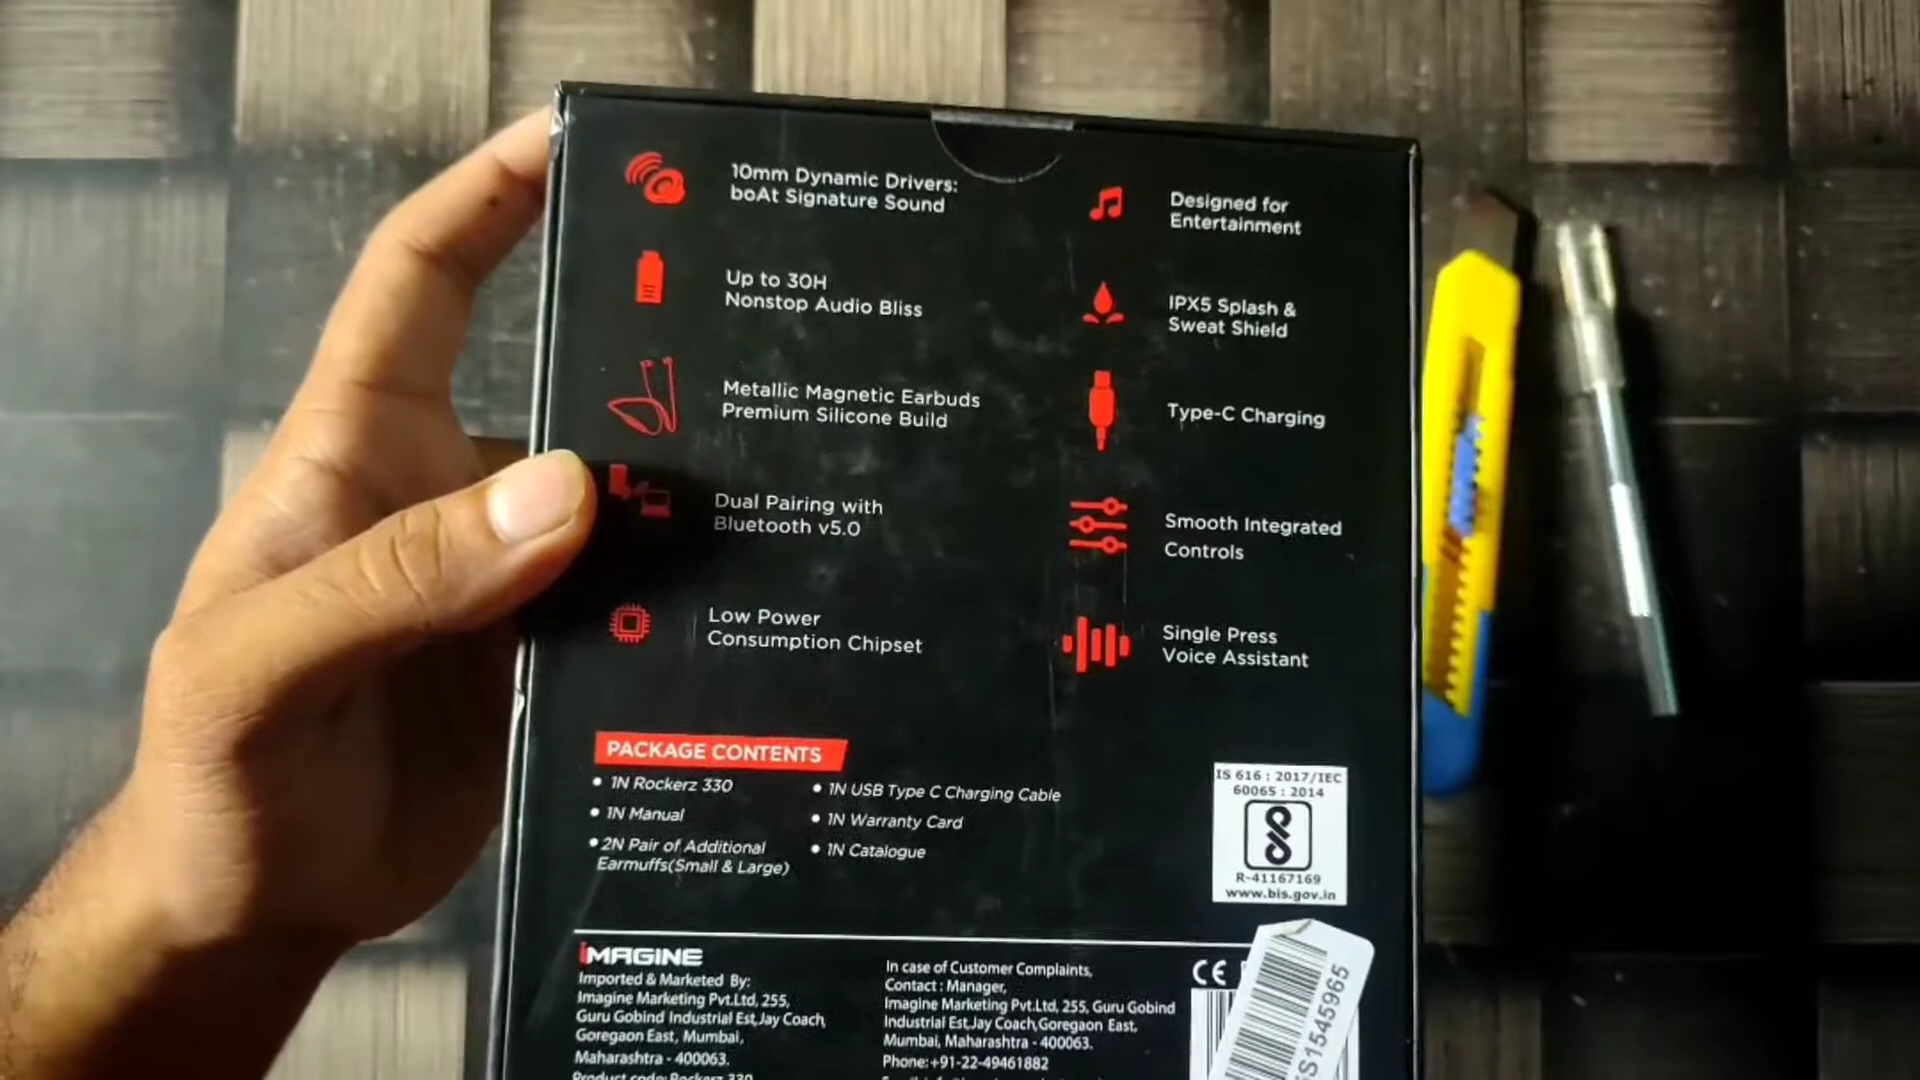 10mm Dynamic Drivers:
boAt Signature Sound
Designed for
Entertainment
Up to 30H
Nonstop Audio Bliss
IPX5 Splash &
Sweat Shield
Metallic Magnetic Earbuds
Premium Silicone Build
Type-C Charging
Dual Pairing with
Bluetooth v5.0
Smooth Integrated
Controls
Low Power
Consumption Chipset
Single Press
Voice Assistant
PACKAGE CONTENTS
• 1N Rockerz 330
• 1N Manual
• 2N Pair of Additional
Earmuffs(Small & Large)
• 1N USB Type C Charging Cable
• 1N Warranty Card
• 1N Catalogue
IS 616 : 2017/IEC
60065 : 2014
R-41167169
www.bis.gov.in
iMAGINE
Imported & Marketed By:
Imagine Marketing Pvt.Ltd, 255,
Guru Gobind Industrial Est,Jay Coach,
Goregaon East, Mumbai,
Maharashtra - 400063.
Product code: Rockerz 330
In case of Customer Complaints,
Contact : Manager,
Imagine Marketing Pvt.Ltd, 255, Guru Gobind
Industrial Est,Jay Coach,Goregaon East,
Mumbai, Maharashtra - 400063.
Phone:+91-22-49461882
CE
S1545965